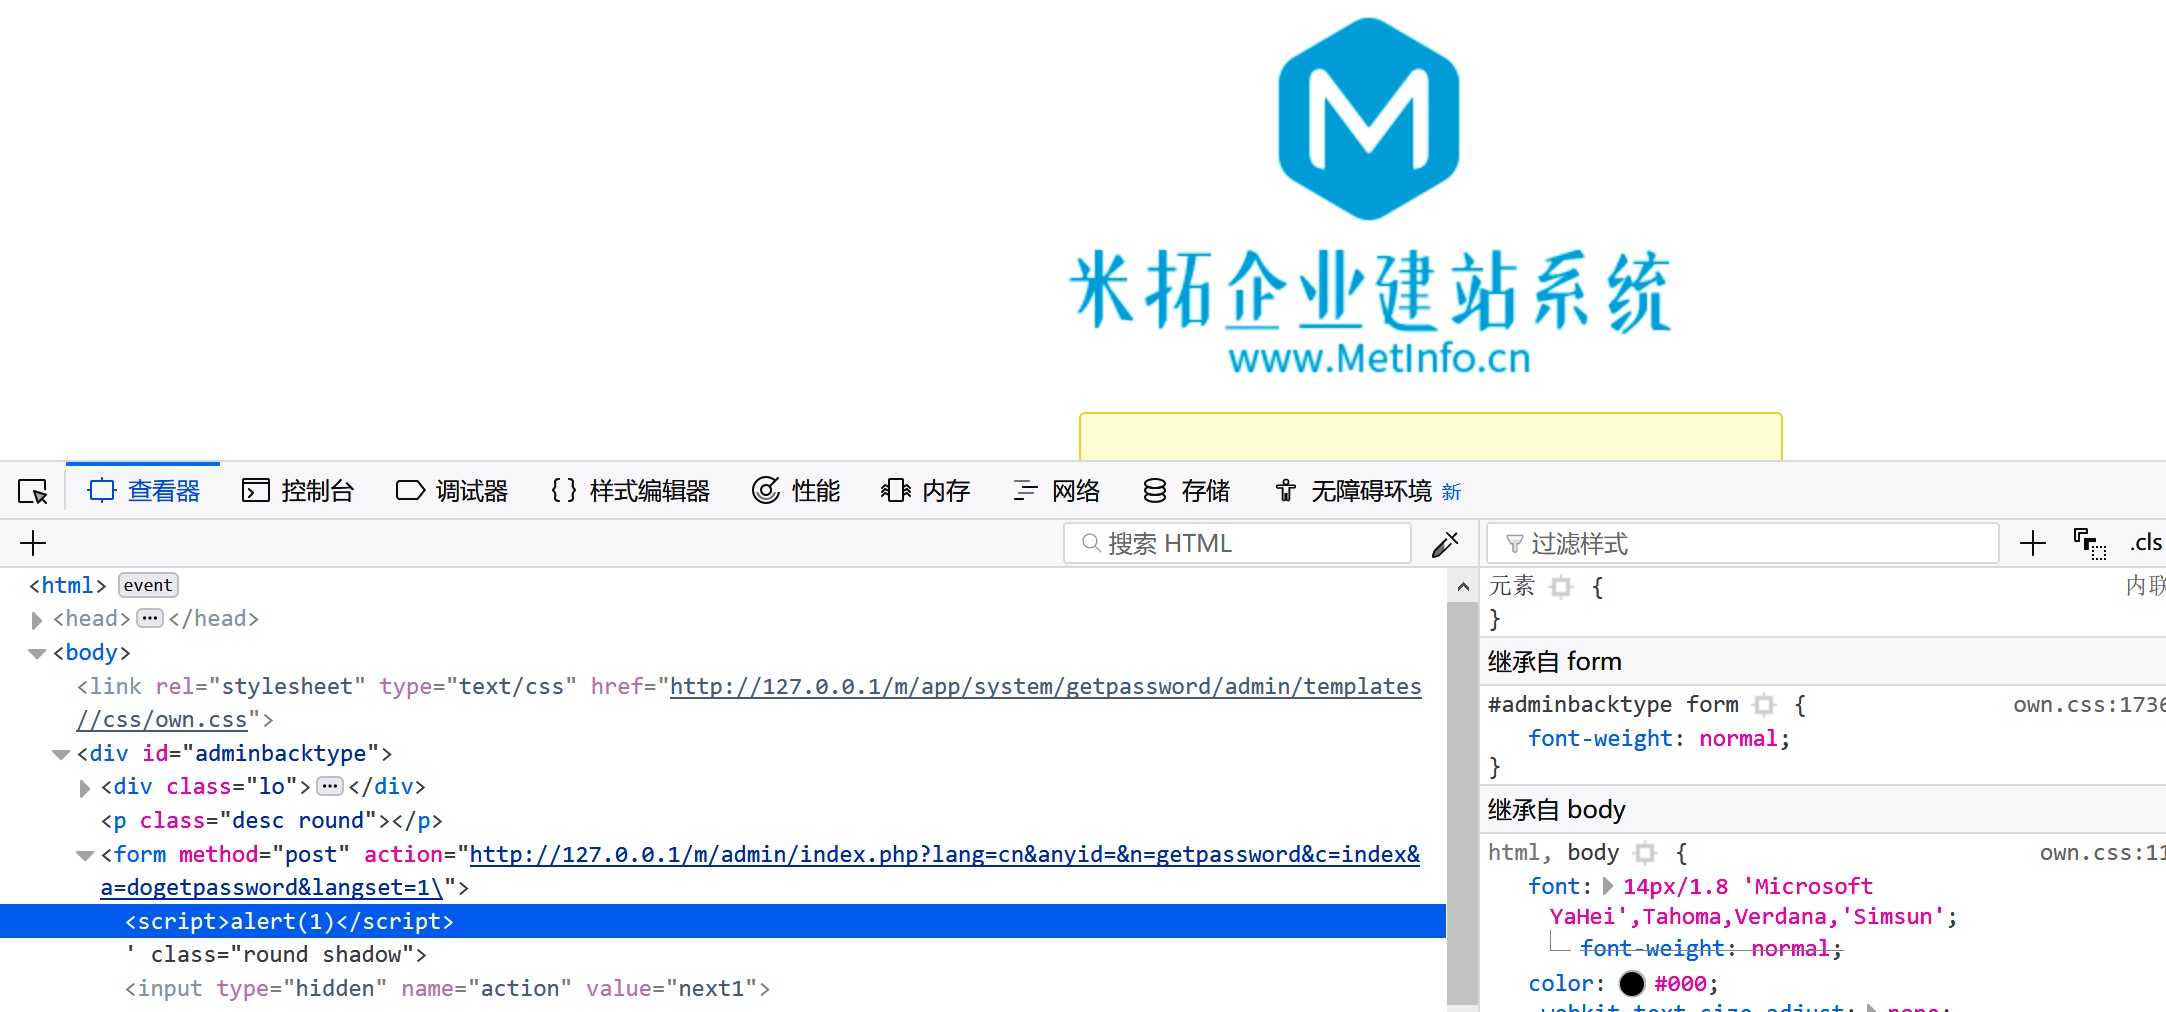 米拓企业建站系统
www.MetInfo.cn
查看器 控制台 调试器 样式编辑器 性能 内存 网络 存储 无障碍环境 新
搜索 HTML
过滤样式
.cls
<html> event
<head> ··· </head>
<body>
<link rel="stylesheet" type="text/css" href="http://127.0.0.1/m/app/system/getpassword/admin/templates
//css/own.css">
<div id="adminbacktype">
<div class="lo"> ··· </div>
<p class="desc round"></p>
<form method="post" action="http://127.0.0.1/m/admin/index.php?lang=cn&anyid=&n=getpassword&c=index&
a=dogetpassword&langset=1\">
<script>alert(1)</script>
' class="round shadow">
<input type="hidden" name="action" value="next1">
元素 { 内联
}
继承自 form
#adminbacktype form { own.css:1736
font-weight: normal;
}
继承自 body
html, body { own.css:11
font: 14px/1.8 'Microsoft
YaHei',Tahoma,Verdana,'Simsun';
font-weight: normal;
color: #000;
-webkit-text-size-adjust: none;